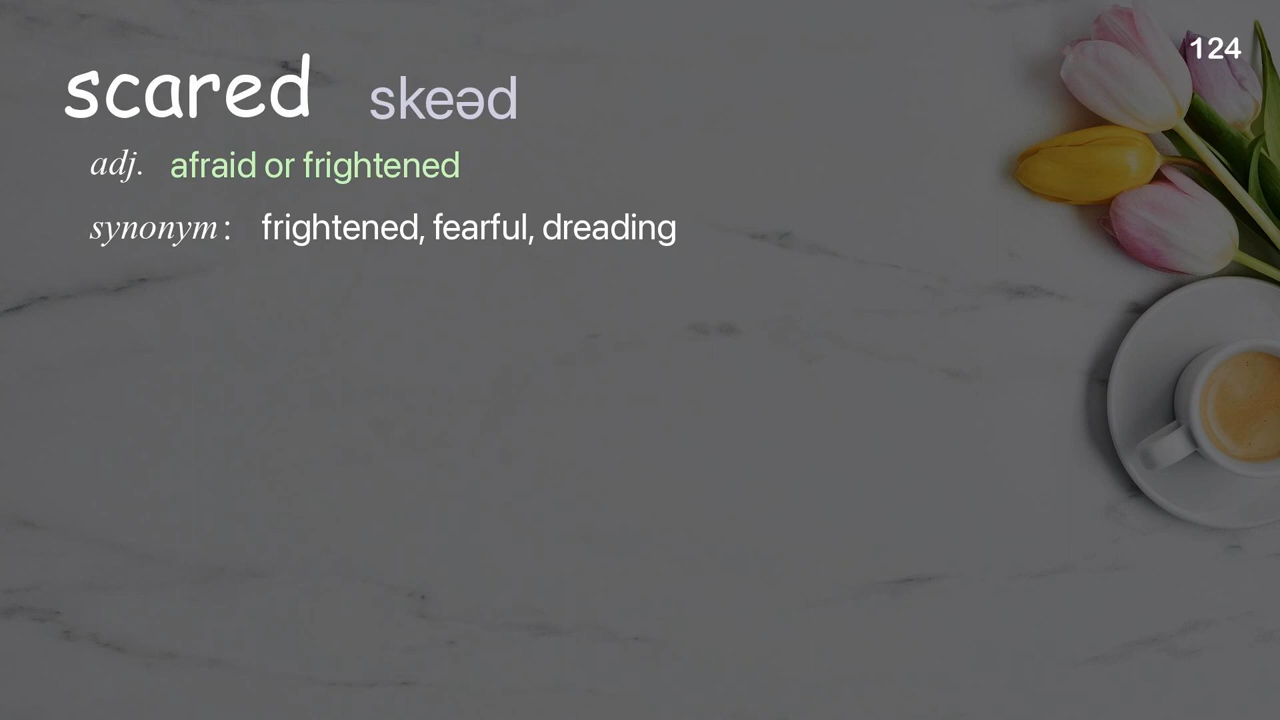 124
scared skeəd
adj. afraid or frightened
synonym: frightened, fearful, dreading